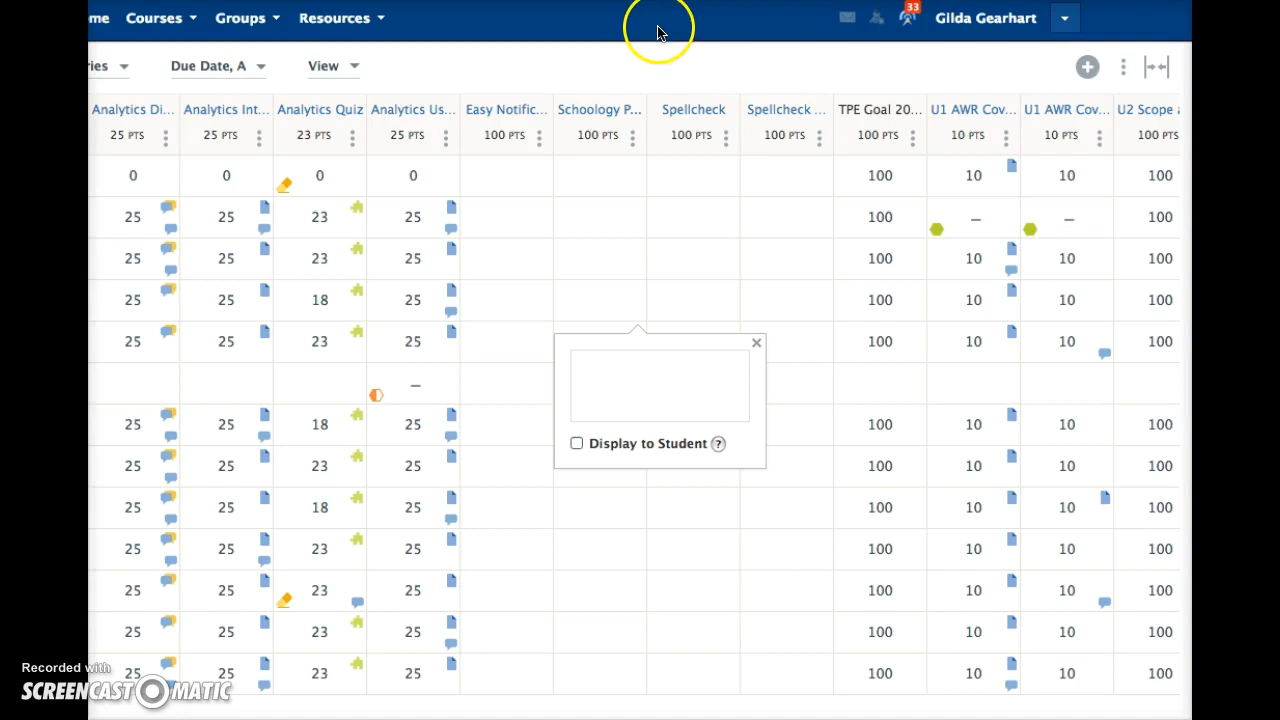 ome Courses Groups Resources 33 Gilda Gearhart
ries Due Date, A View
Analytics Di... Analytics Int... Analytics Quiz Analytics Us... Easy Notific... Schoology P... Spellcheck Spellcheck ... TPE Goal 20... U1 AWR Cov... U1 AWR Cov... U2 Scope a
25 PTS 25 PTS 23 PTS 25 PTS 100 PTS 100 PTS 100 PTS 100 PTS 100 PTS 10 PTS 10 PTS 100 PTS
0 0 0 0 100 10 10 100
25 25 23 25 100 — — 100
25 25 23 25 100 10 10 100
25 25 18 25 100 10 10 100
25 25 23 25 100 10 10 100
—
25 25 18 25 100 10 10 100
Display to Student ?
25 25 23 25 100 10 10 100
25 25 18 25 100 10 10 100
25 25 23 25 100 10 10 100
25 25 23 25 100 10 10 100
25 25 23 25 100 10 10 100
25 25 23 25 100 10 10 100
Recorded with
SCREENCAST O MATIC